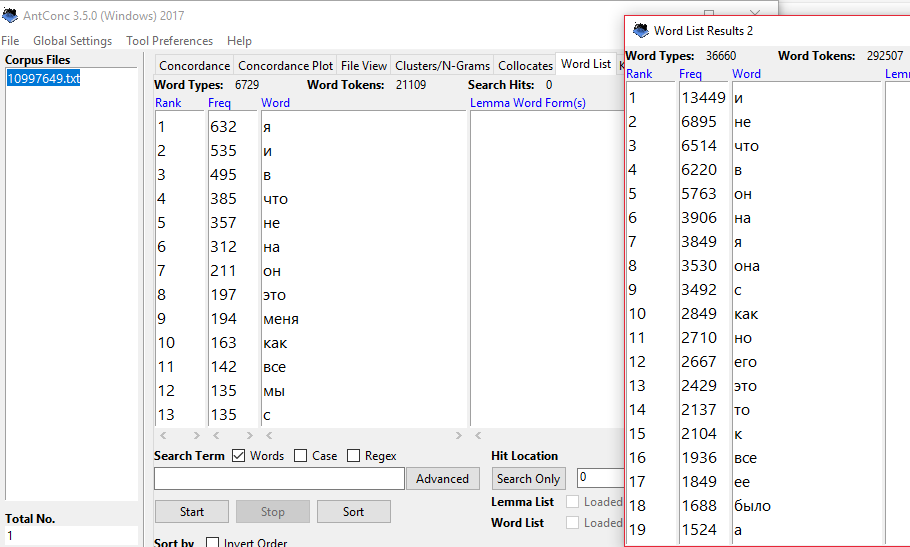 AntConc 3.5.0 (Windows) 2017
File Global Settings Tool Preferences Help
Corpus Files
10997649.txt
Total No.
1
Concordance Concordance Plot File View Clusters/N-Grams Collocates Word List
Word Types: 6729 Word Tokens: 21109 Search Hits: 0
Rank Freq Word Lemma Word Form(s)
1 632 я
2 535 и
3 495 в
4 385 что
5 357 не
6 312 на
7 211 он
8 197 это
9 194 меня
10 163 как
11 142 все
12 135 мы
13 135 с
Search Term Words Case Regex Hit Location
Advanced Search Only 0
Start Stop Sort Lemma List Loaded
Word List Loaded
Sort by Invert Order
Word List Results 2
Word Types: 36660 Word Tokens: 292507
Rank Freq Word
1 13449 и
2 6895 не
3 6514 что
4 6220 в
5 5763 он
6 3906 на
7 3849 я
8 3530 она
9 3492 с
10 2849 как
11 2710 но
12 2667 его
13 2429 это
14 2137 то
15 2104 к
16 1936 все
17 1849 ее
18 1688 было
19 1524 а